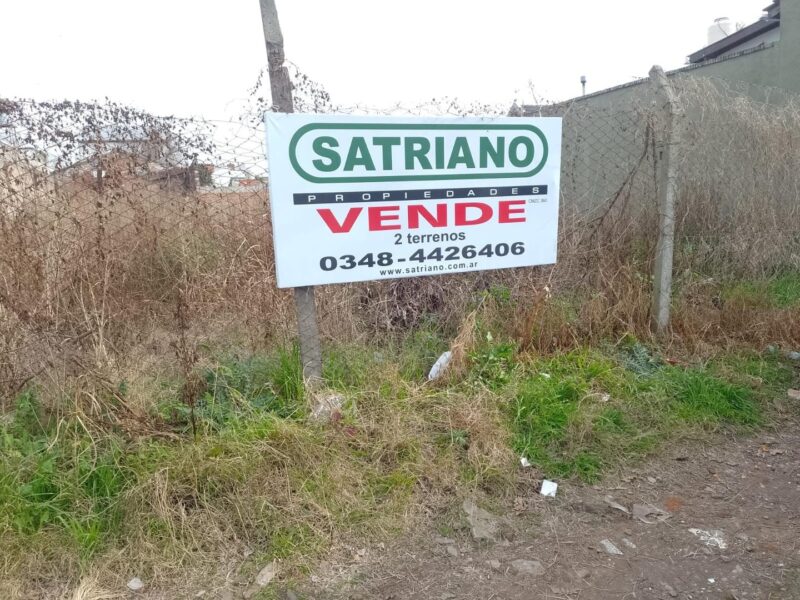 SATRIANO
PROPIEDADES
VENDE
2 terrenos
0348-4426406
www.satriano.com.ar